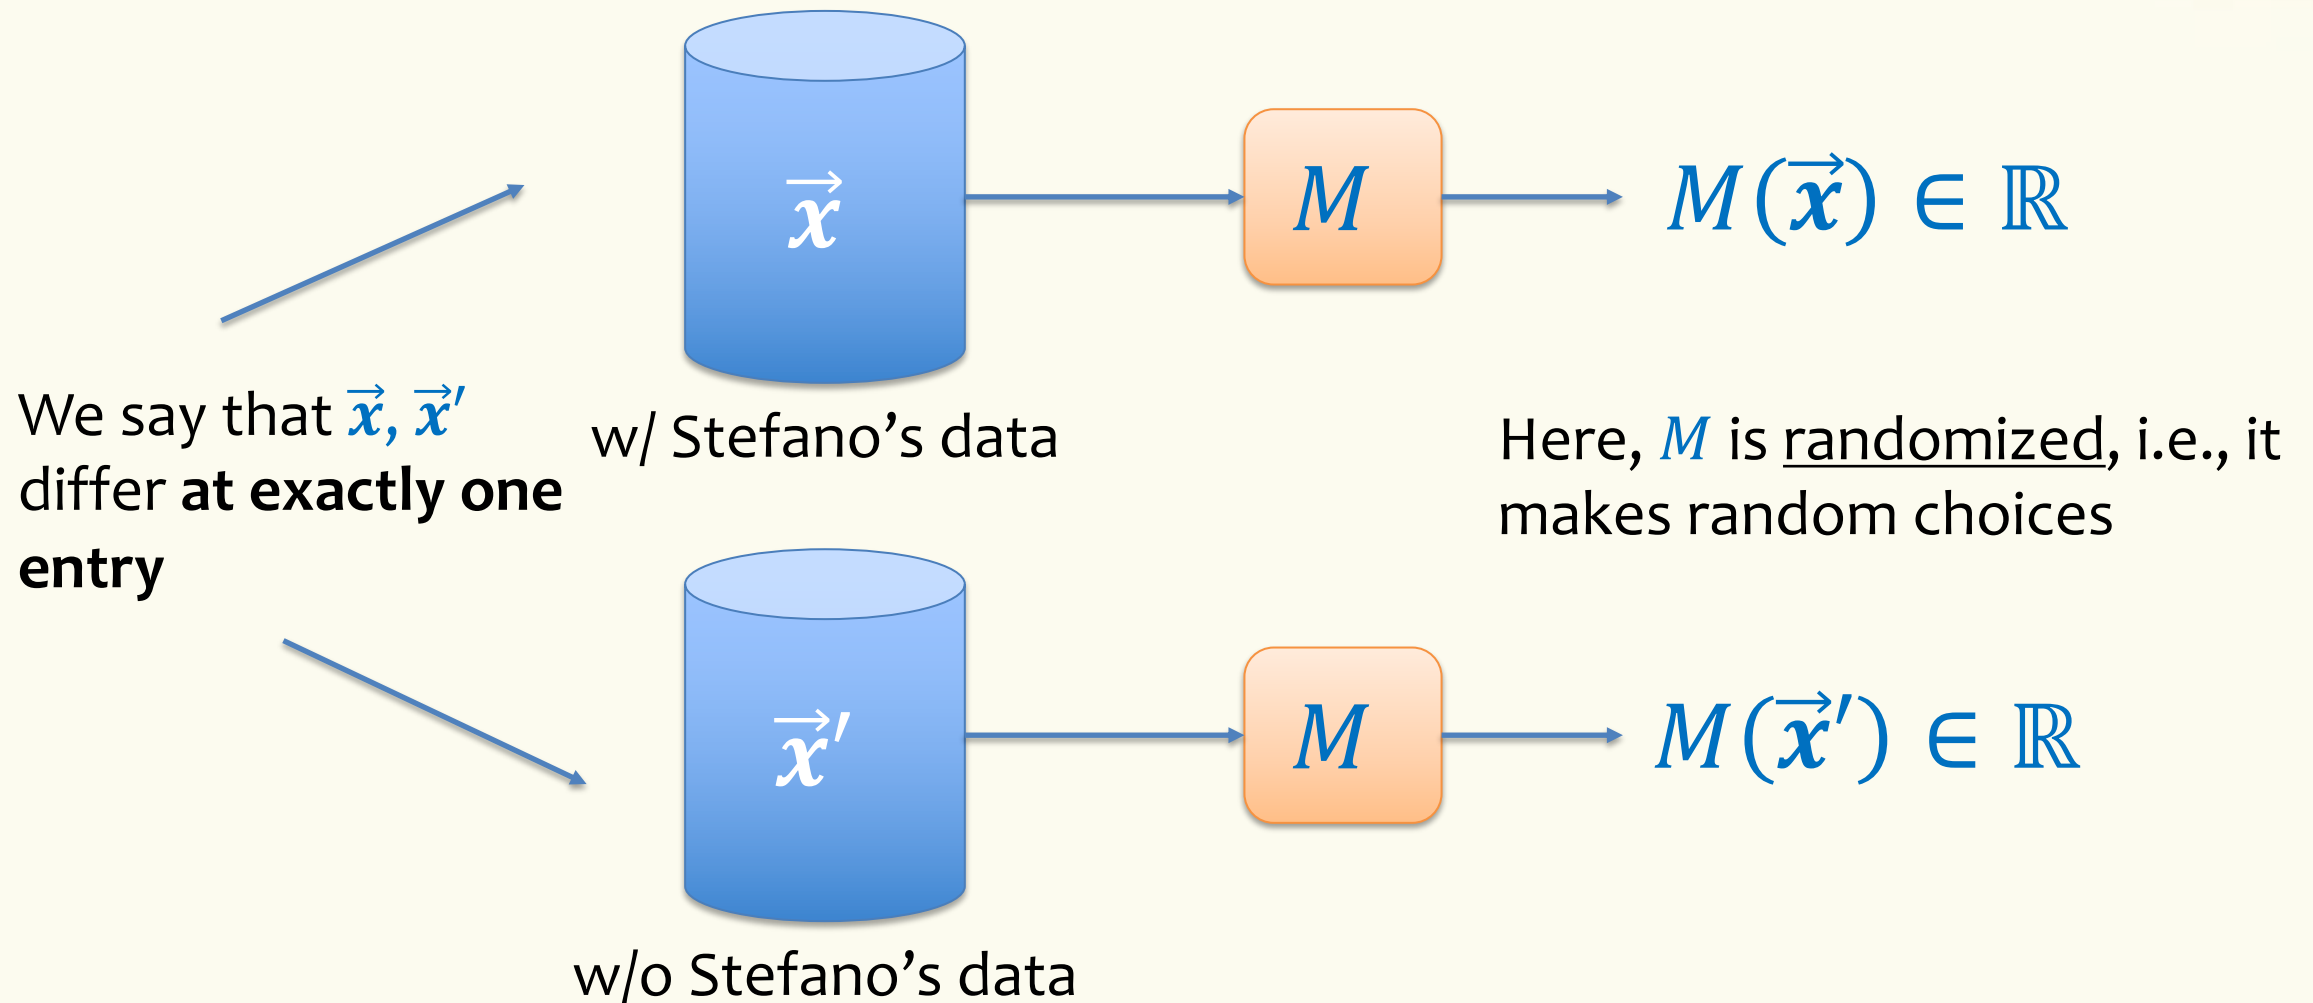 x⃗
M
M(x⃗) ∈ ℝ
We say that x⃗, x⃗′
differ at exactly one
entry
w/ Stefano’s data
Here, M is randomized, i.e., it
makes random choices
x⃗′
M
M(x⃗′) ∈ ℝ
w/o Stefano’s data